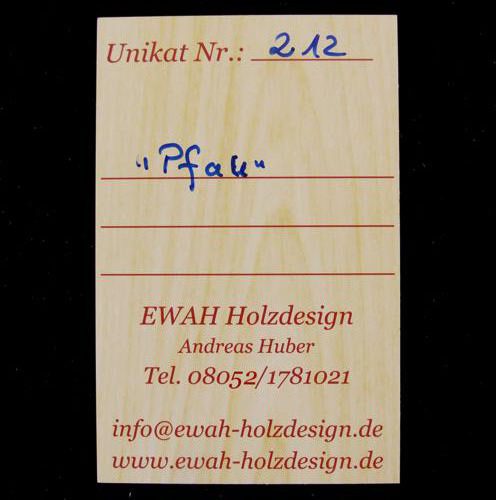 Unikat Nr.: 212
„Pfau“
EWAH Holzdesign
Andreas Huber
Tel. 08052/1781021
info@ewah-holzdesign.de
www.ewah-holzdesign.de